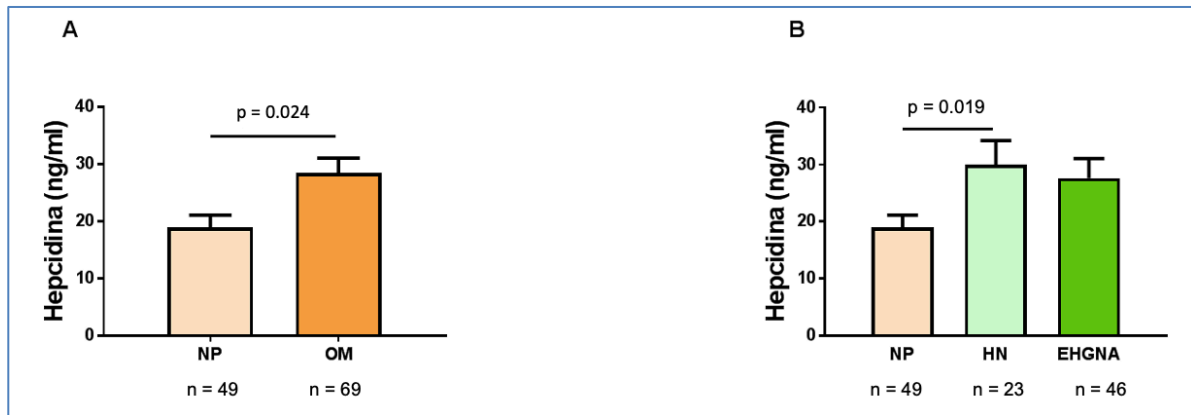 A
Hepcidina (ng/ml)
40
30
20
10
0
p = 0.024
NP OM
n = 49 n = 69
B
Hepcidina (ng/ml)
40
30
20
10
0
p = 0.019
NP HN EHGNA
n = 49 n = 23 n = 46